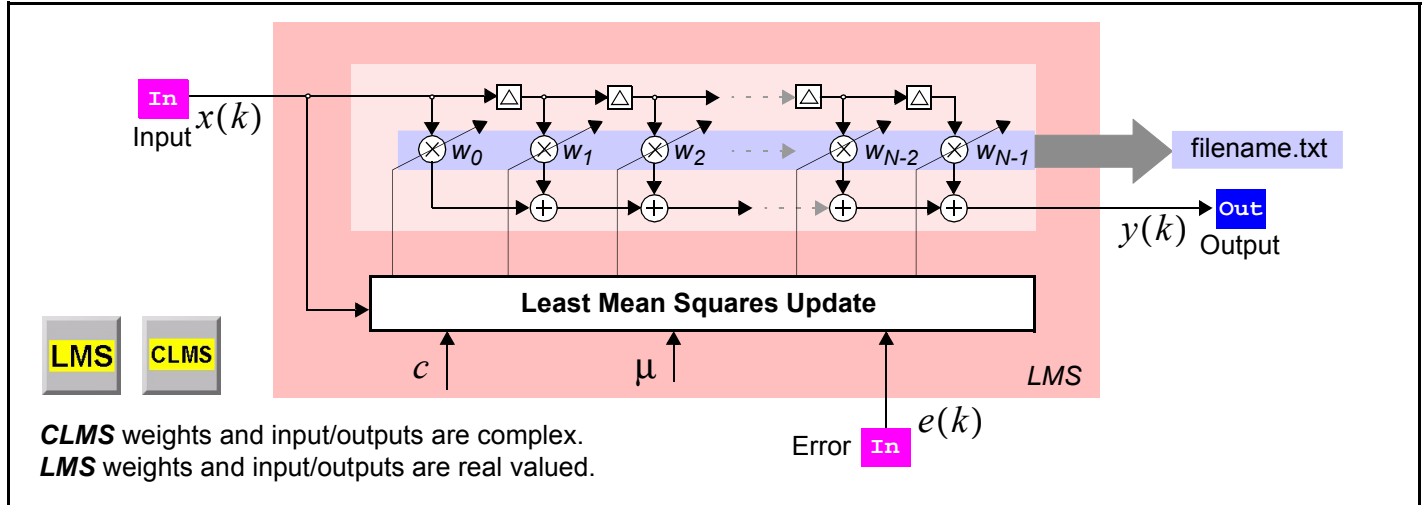 In
Input
x(k)
w0
w1
w2
wN-2
wN-1
filename.txt
Out
Output
y(k)
Least Mean Squares Update
LMS
CLMS
c
μ
LMS
Error
In
e(k)
CLMS weights and input/outputs are complex.
LMS weights and input/outputs are real valued.